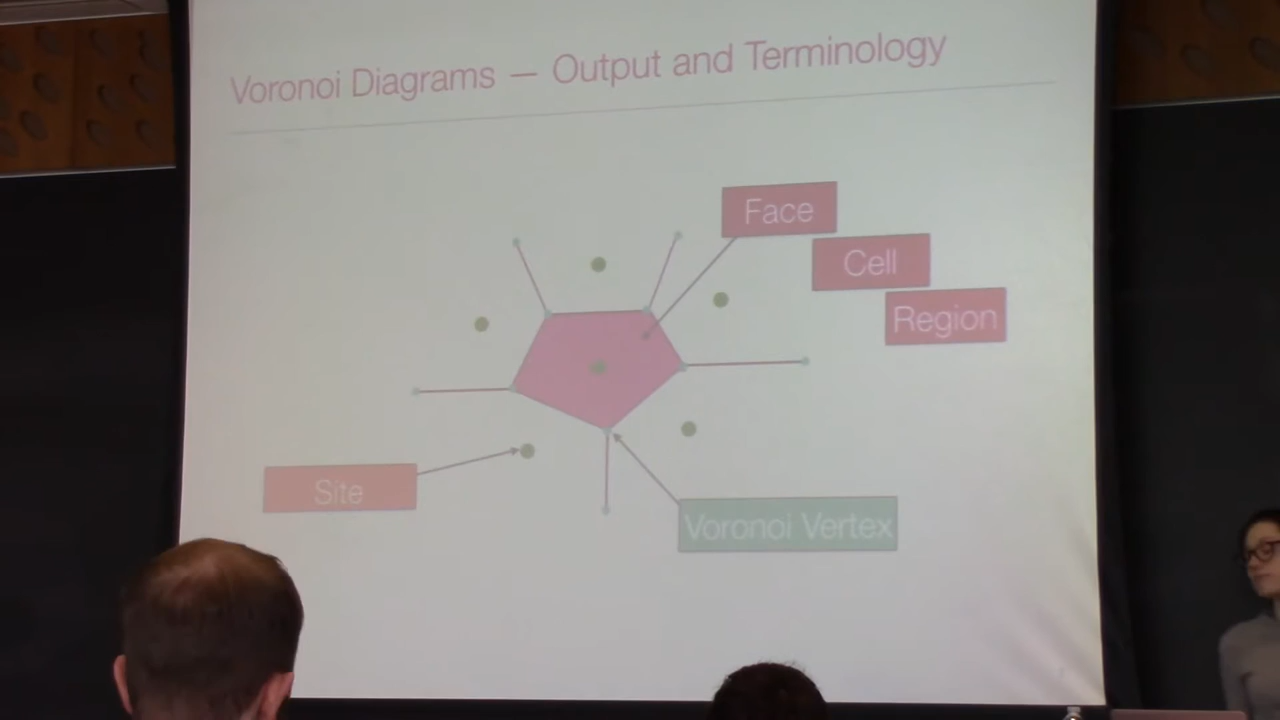 Voronoi Diagrams — Output and Terminology
Face
Cell
Region
Site
Voronoi Vertex